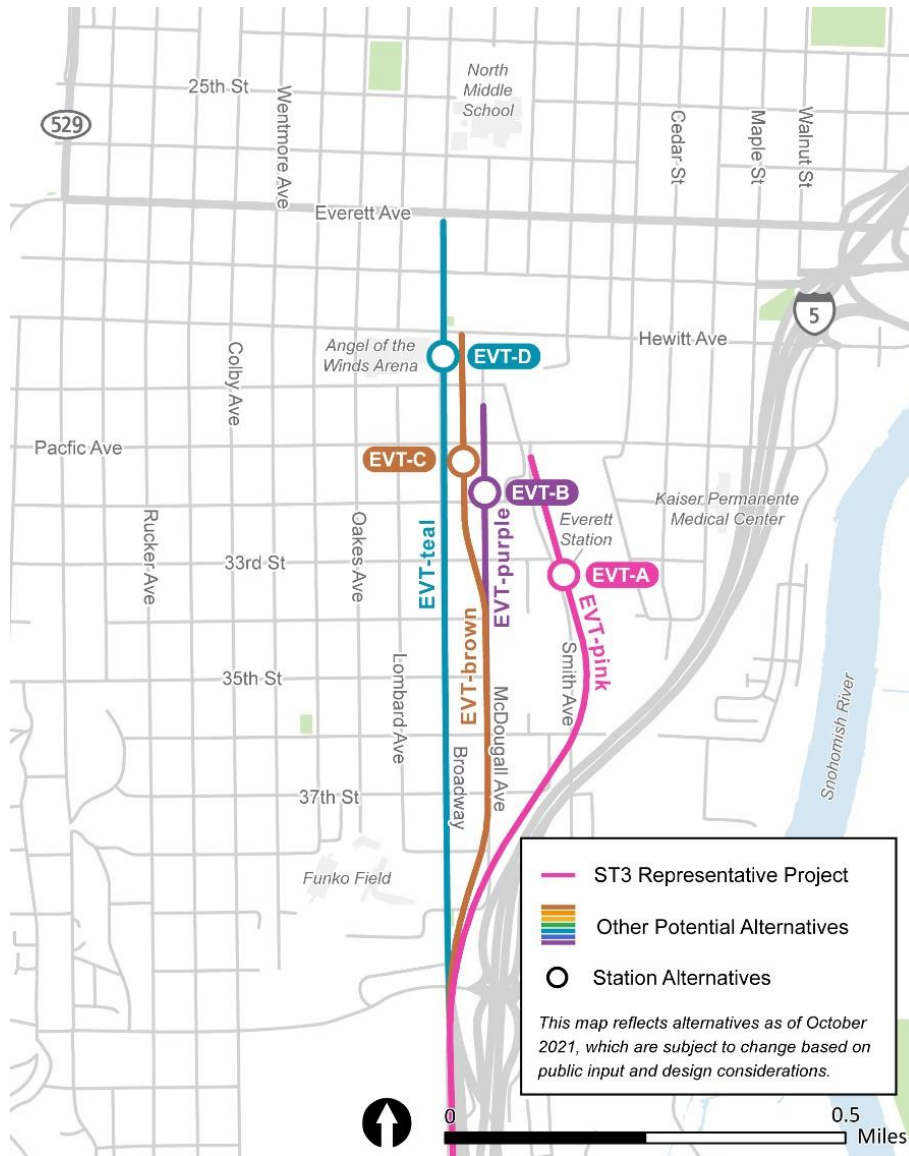 North
Middle
School
25th St
529
Wentmore Ave
Cedar St
Maple St
Walnut St
Everett Ave
5
Angel of the
Winds Arena
EVT-D
Hewitt Ave
Colby Ave
Pacfic Ave
EVT-C
EVT-B
Kaiser Permanente
Medical Center
Everett
Station
Rucker Ave
Oakes Ave
33rd St
EVT-teal
EVT-purple
EVT-A
EVT-brown
EVT-pink
35th St
Lombard Ave
Smith Ave
McDougall Ave
Broadway
Snohomish River
37th St
Funko Field
ST3 Representative Project
Other Potential Alternatives
Station Alternatives
This map reflects alternatives as of October
2021, which are subject to change based on
public input and design considerations.
0
0.5
Miles